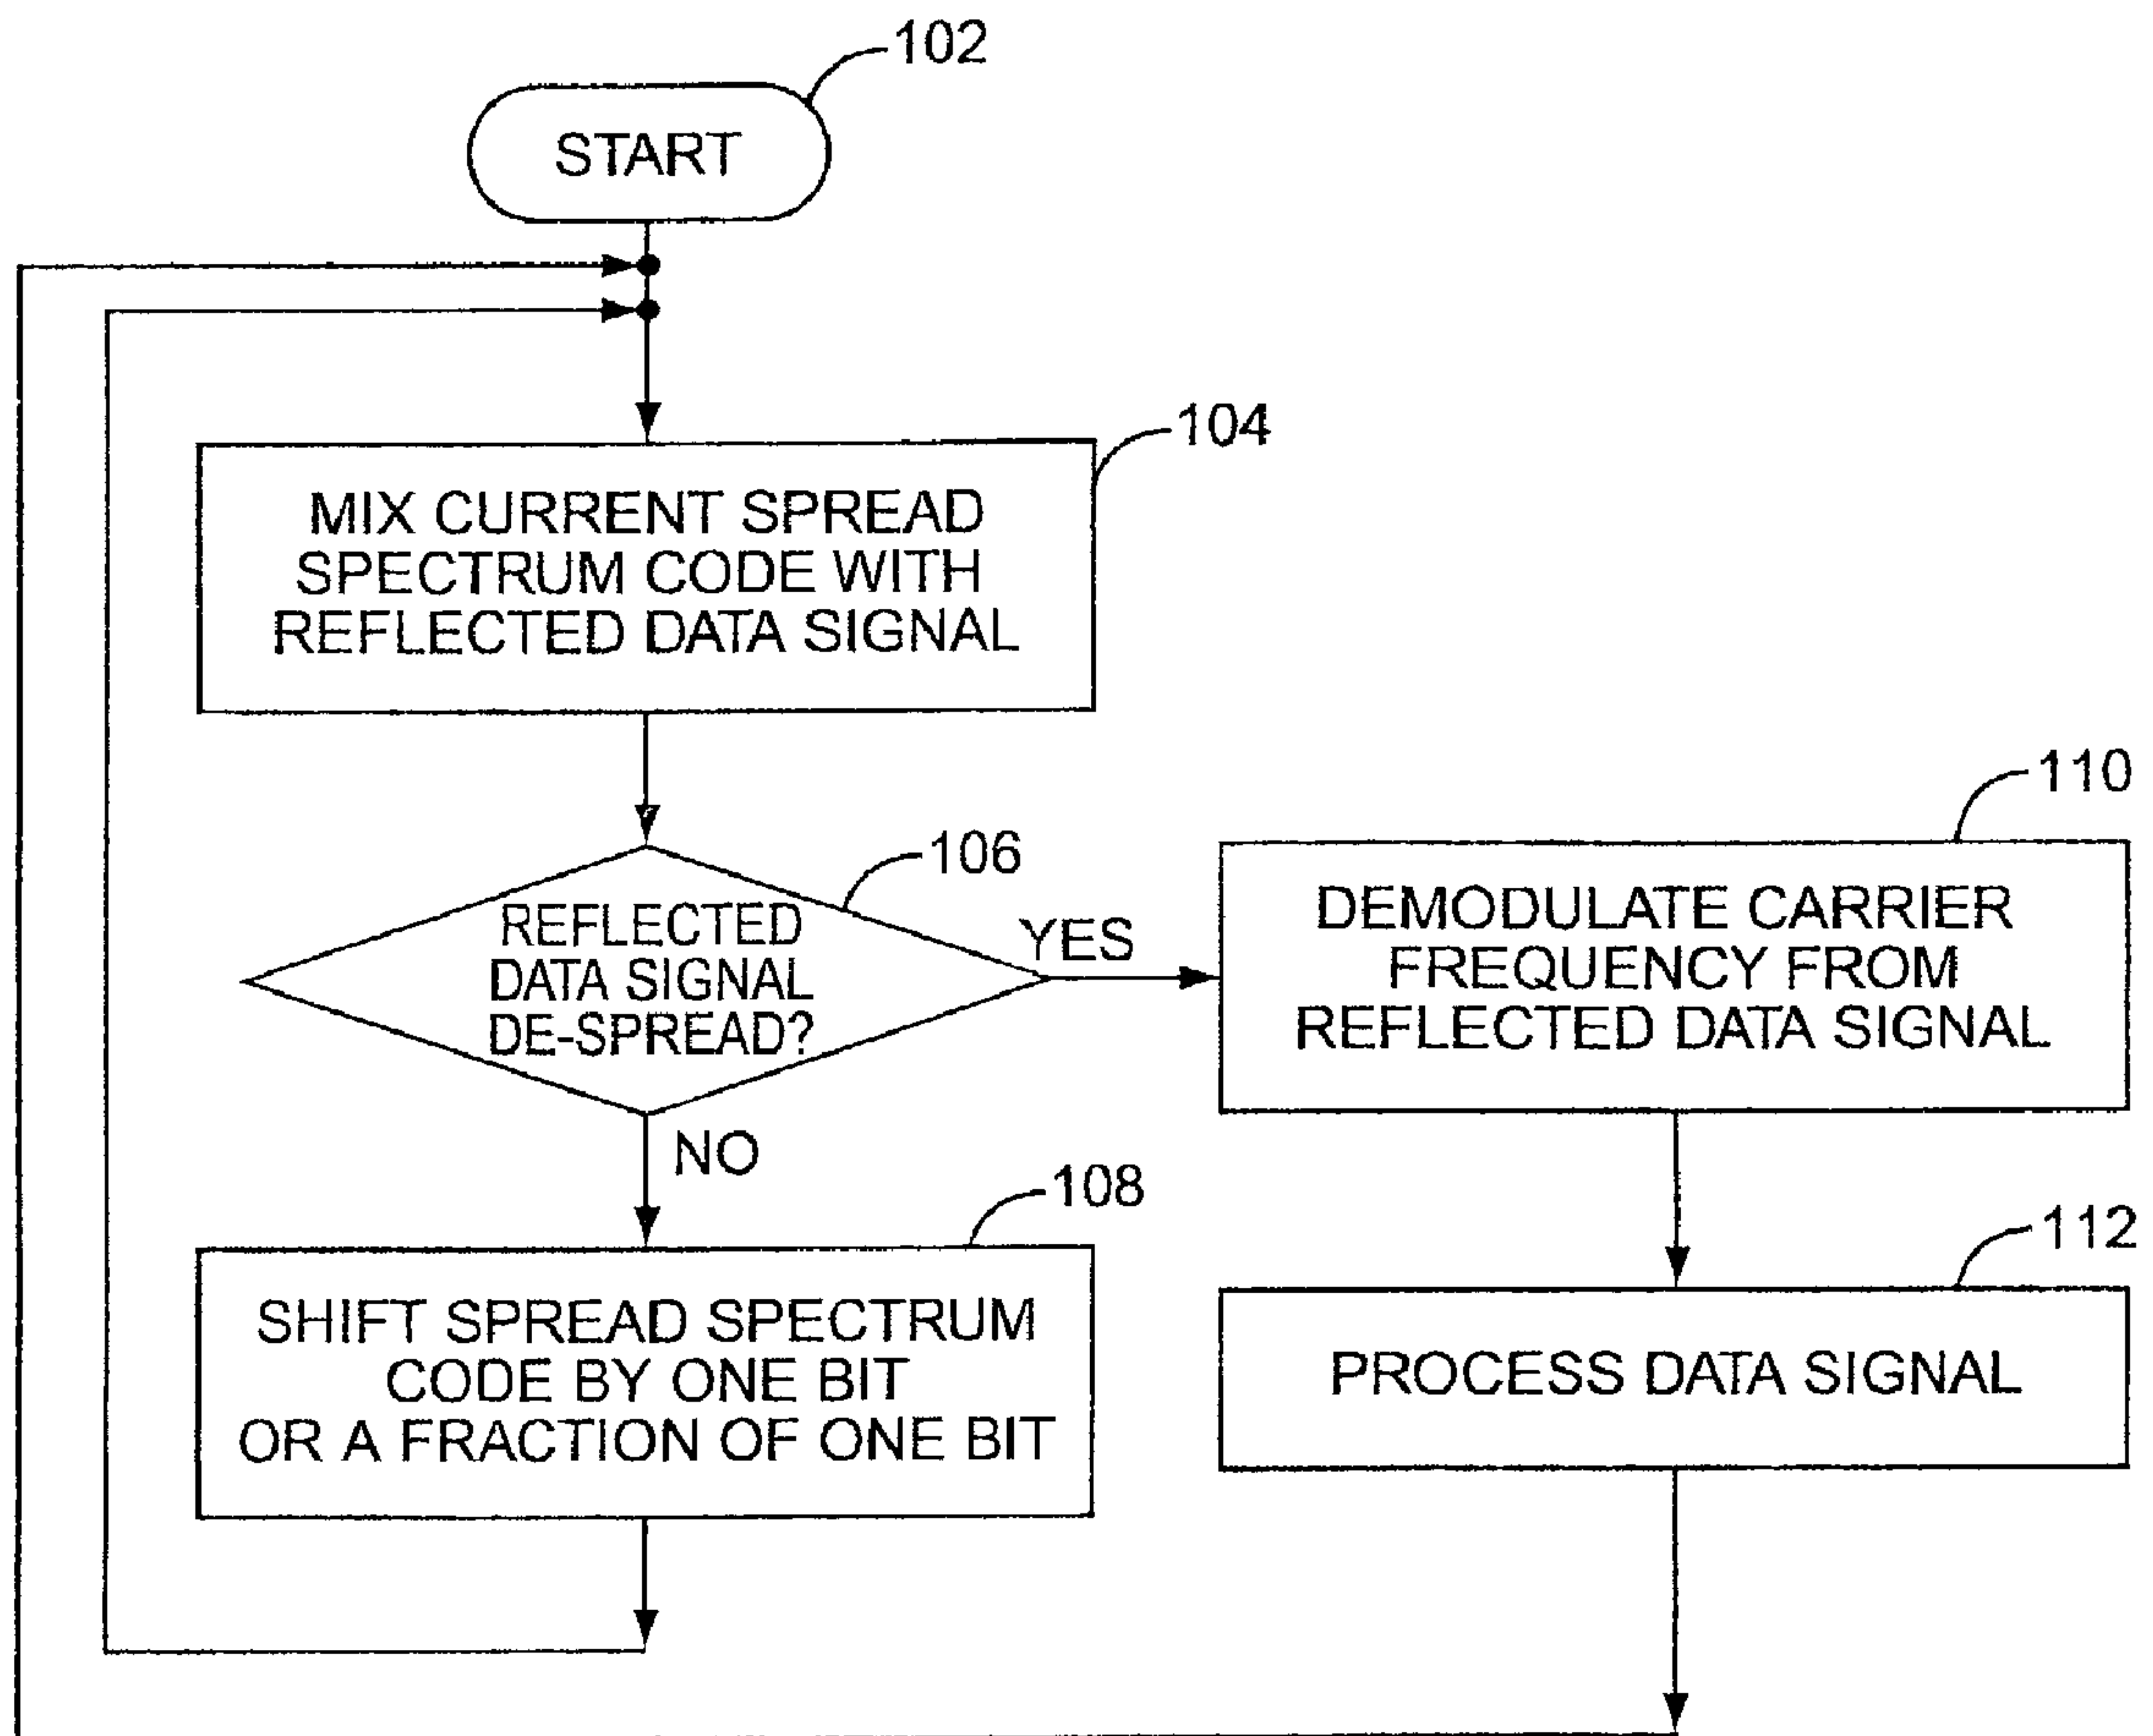 102
START
104
MIX CURRENT SPREAD
SPECTRUM CODE WITH
REFLECTED DATA SIGNAL
106
REFLECTED
DATA SIGNAL
DE-SPREAD?
YES
NO
110
DEMODULATE CARRIER
FREQUENCY FROM
REFLECTED DATA SIGNAL
108
SHIFT SPREAD SPECTRUM
CODE BY ONE BIT
OR A FRACTION OF ONE BIT
112
PROCESS DATA SIGNAL